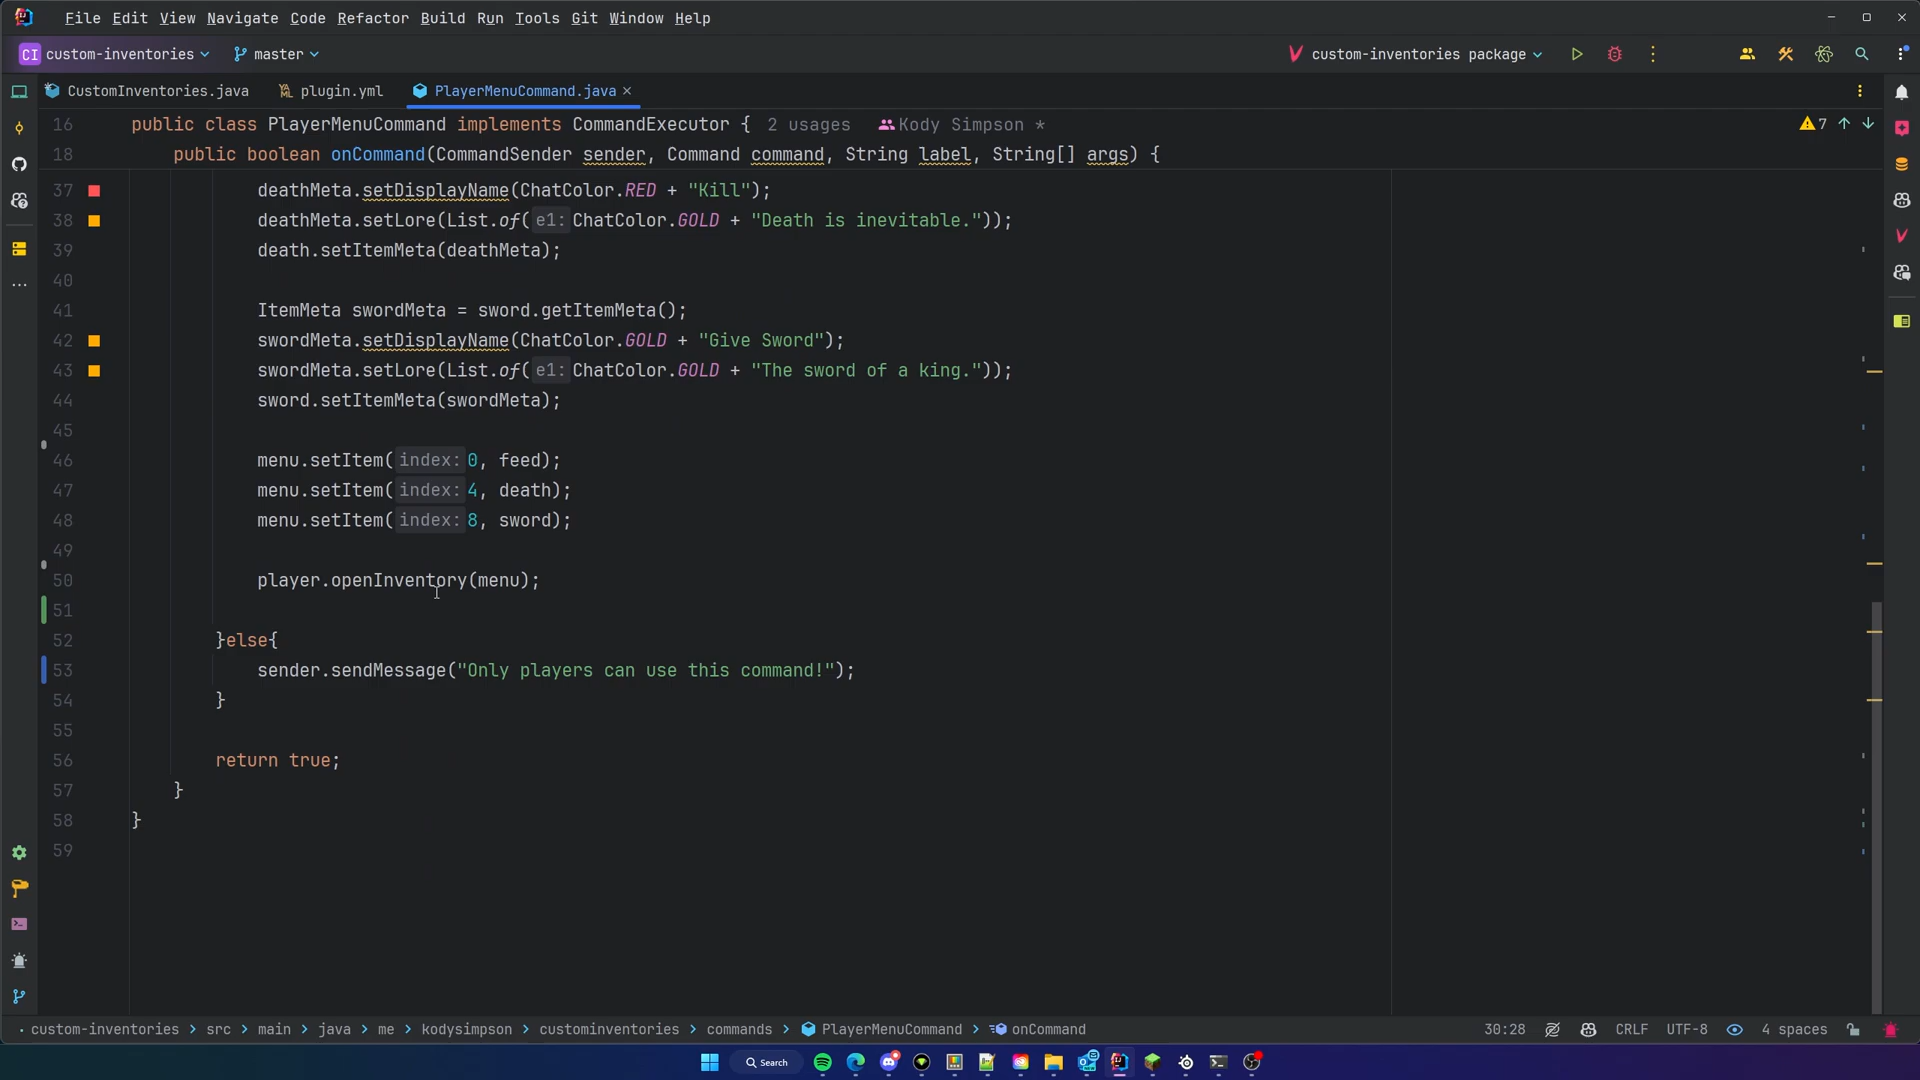 File Edit View Navigate Code Refactor Build Run Tools Git Window Help
CI custom-inventories master custom-inventories package
CustomInventories.java plugin.yml PlayerMenuCommand.java
16 public class PlayerMenuCommand implements CommandExecutor { 2 usages Kody Simpson * 7
18 public boolean onCommand(CommandSender sender, Command command, String label, String[] args) {
37 deathMeta.setDisplayName(ChatColor.RED + "Kill");
38 deathMeta.setLore(List.of( e1: ChatColor.GOLD + "Death is inevitable."));
39 death.setItemMeta(deathMeta);
40
41 ItemMeta swordMeta = sword.getItemMeta();
42 swordMeta.setDisplayName(ChatColor.GOLD + "Give Sword");
43 swordMeta.setLore(List.of( e1: ChatColor.GOLD + "The sword of a king."));
44 sword.setItemMeta(swordMeta);
45
46 menu.setItem( index: 0, feed);
47 menu.setItem( index: 4, death);
48 menu.setItem( index: 8, sword);
49
50 player.openInventory(menu);
51
52 }else{
53 sender.sendMessage("Only players can use this command!");
54 }
55
56 return true;
57 }
58 }
59
custom-inventories > src > main > java > me > kodysimpson > custominventories > commands > PlayerMenuCommand > onCommand 30:28 CRLF UTF-8 4 spaces
Search